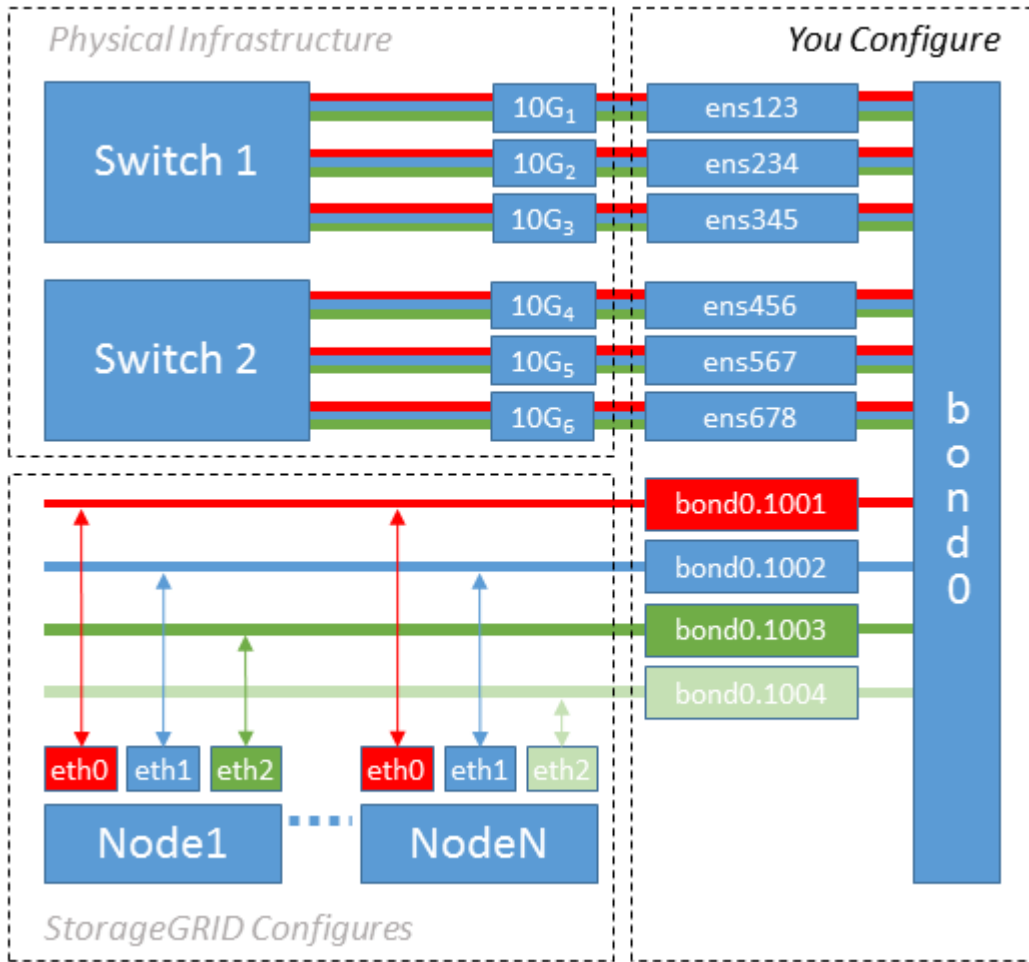 Physical Infrastructure
You Configure
Switch 1
10G₁
ens123
10G₂
ens234
10G₃
ens345
Switch 2
10G₄
ens456
10G₅
ens567
10G₆
ens678
bond0
bond0.1001
bond0.1002
bond0.1003
bond0.1004
eth0
eth1
eth2
eth0
eth1
eth2
Node1
NodeN
StorageGRID Configures